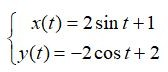 x(t) = 2 sin t + 1
y(t) = −2 cos t + 2